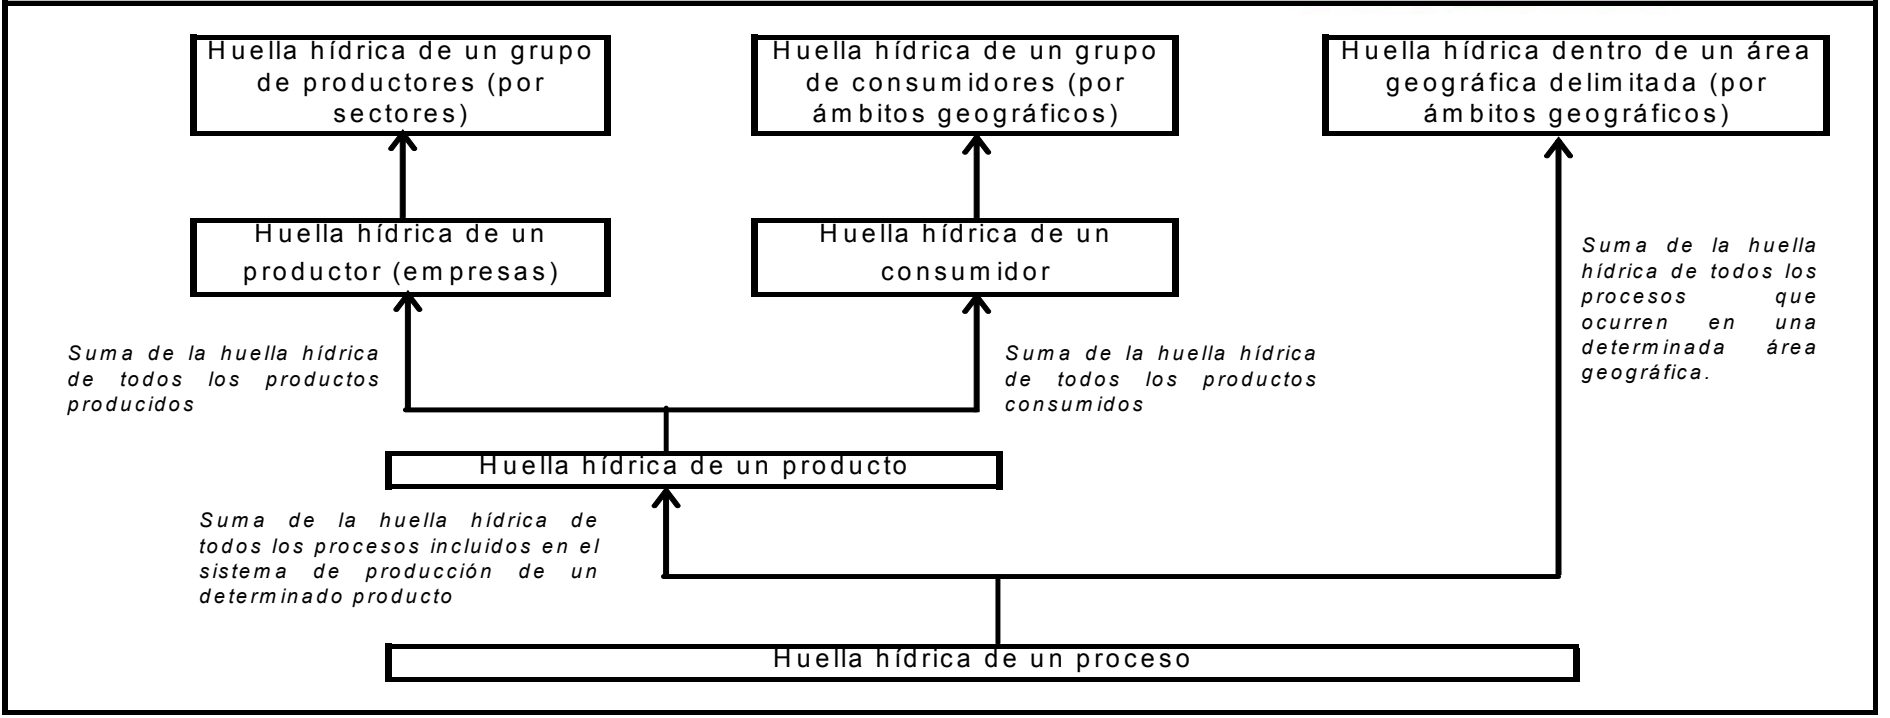 Huella hídrica de un grupo
de productores (por
sectores)
Huella hídrica de un grupo
de consumidores (por
ámbitos geográficos)
Huella hídrica dentro de un área
geográfica delimitada (por
ámbitos geográficos)
Huella hídrica de un
productor (empresas)
Huella hídrica de un
consumidor
Suma de la huella
hídrica de todos los
procesos que
ocurren en una
determinada área
geográfica.
Suma de la huella hídrica
de todos los productos
producidos
Suma de la huella hídrica
de todos los productos
consumidos
Huella hídrica de un producto
Suma de la huella hídrica de
todos los procesos incluidos en el
sistema de producción de un
determinado producto
Huella hídrica de un proceso